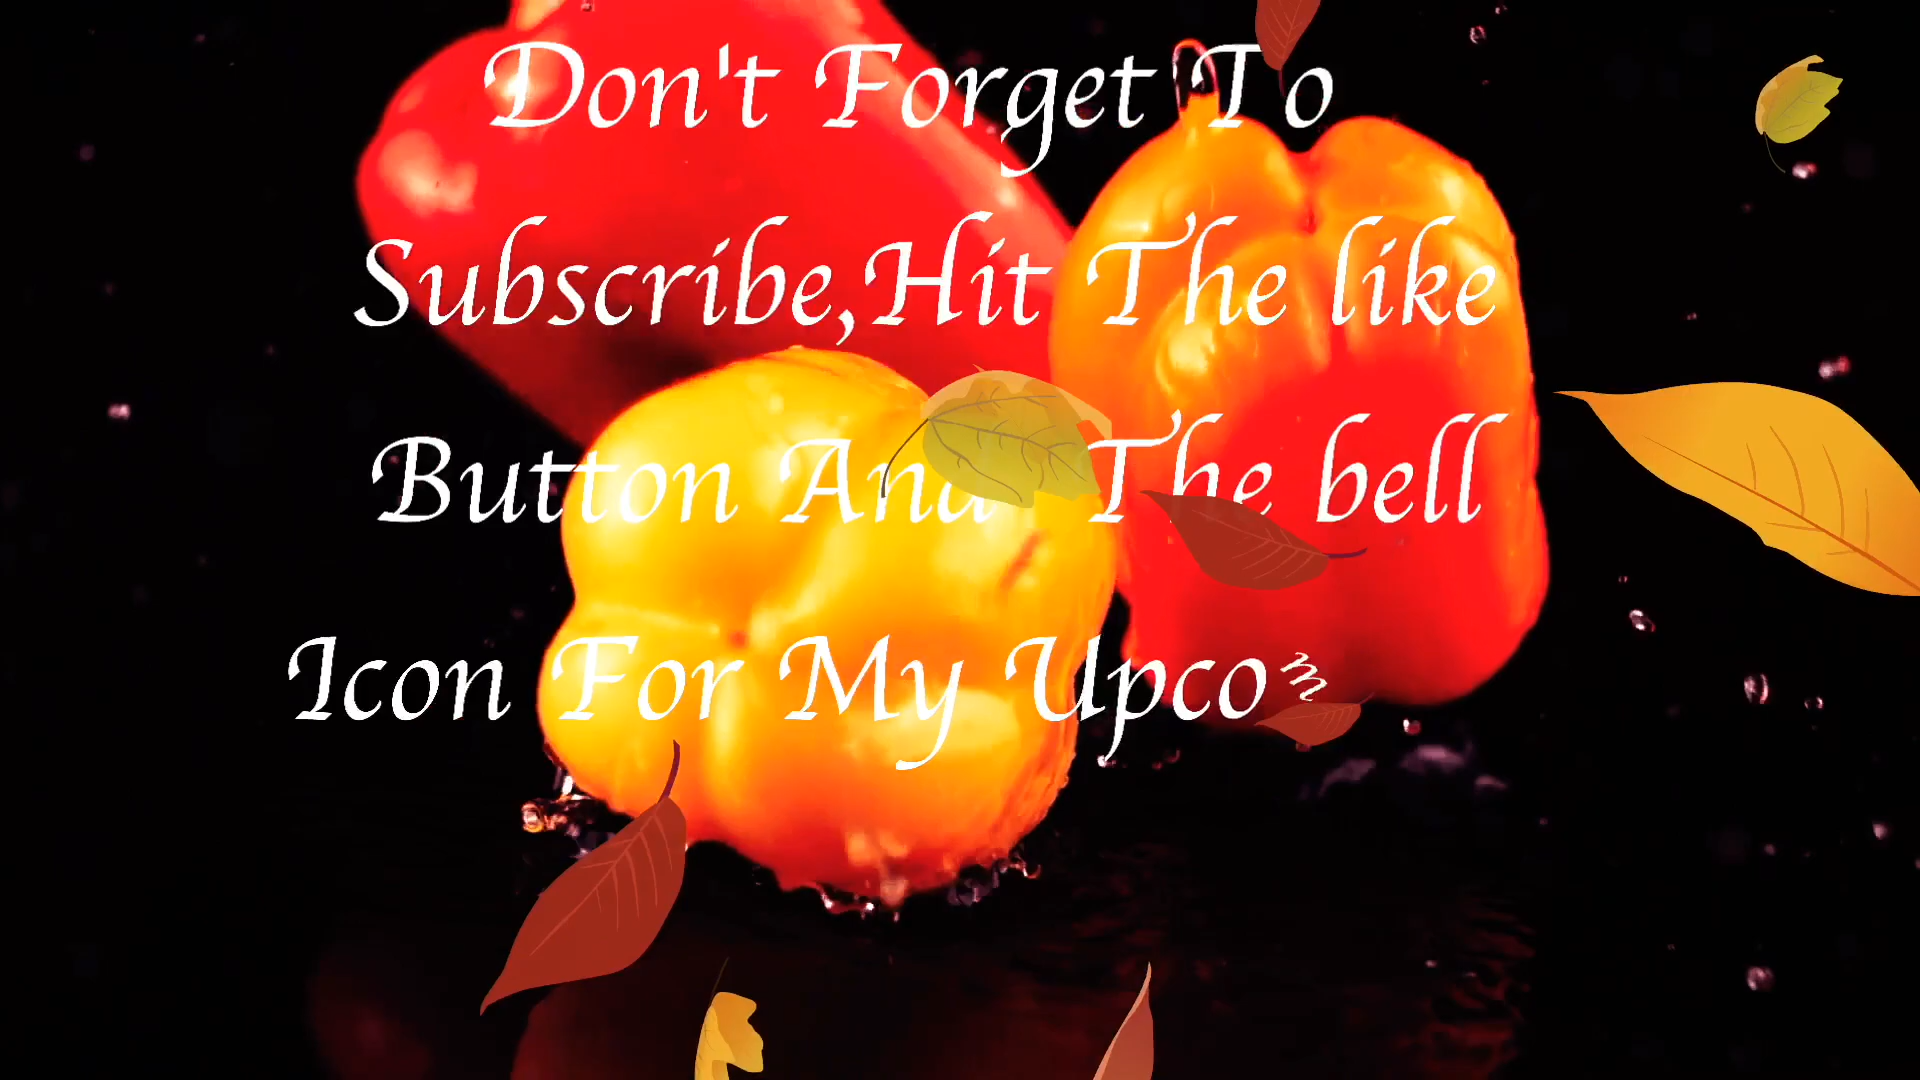 Don't Forget To
Subscribe,Hit The like
Button And The bell
Icon For My Upco